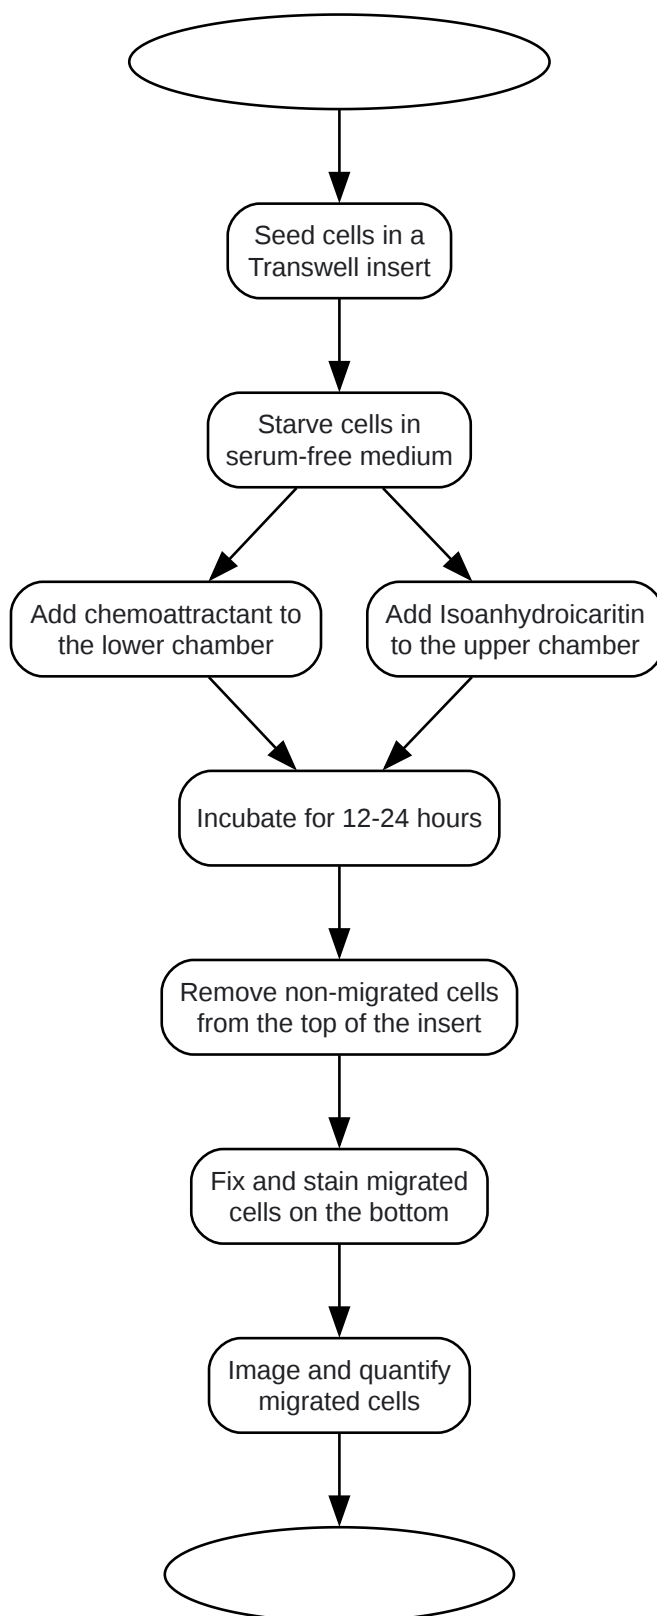 Seed cells in a
Transwell insert
Starve cells in
serum-free medium
Add chemoattractant to
the lower chamber
Add Isoanhydroicaritin
to the upper chamber
Incubate for 12-24 hours
Remove non-migrated cells
from the top of the insert
Fix and stain migrated
cells on the bottom
Image and quantify
migrated cells